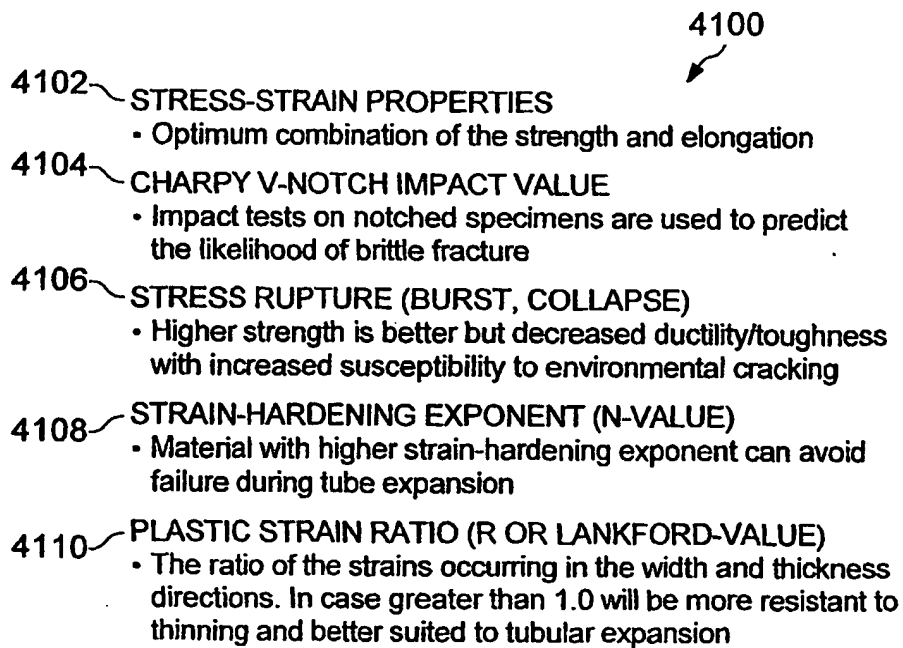 4100
4102 STRESS-STRAIN PROPERTIES
• Optimum combination of the strength and elongation
4104 CHARPY V-NOTCH IMPACT VALUE
• Impact tests on notched specimens are used to predict
the likelihood of brittle fracture
4106 STRESS RUPTURE (BURST, COLLAPSE)
• Higher strength is better but decreased ductility/toughness
with increased susceptibility to environmental cracking
4108 STRAIN-HARDENING EXPONENT (N-VALUE)
• Material with higher strain-hardening exponent can avoid
failure during tube expansion
4110 PLASTIC STRAIN RATIO (R OR LANKFORD-VALUE)
• The ratio of the strains occurring in the width and thickness
directions. In case greater than 1.0 will be more resistant to
thinning and better suited to tubular expansion